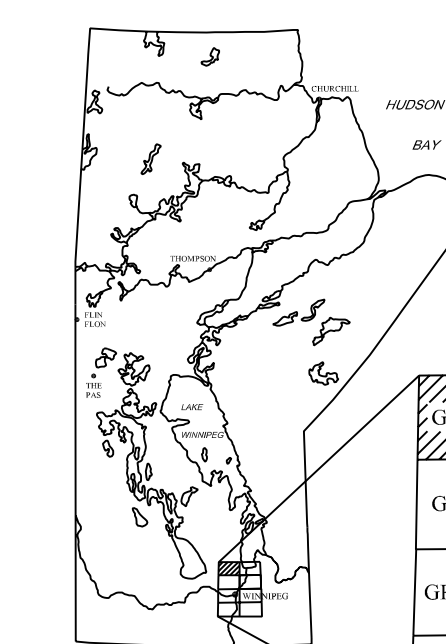 CHURCHILL
HUDSON
BAY
THOMPSON
FLIN
FLON
THE
PAS
LAKE
WINNIPEG
G
G
WINNIPEG